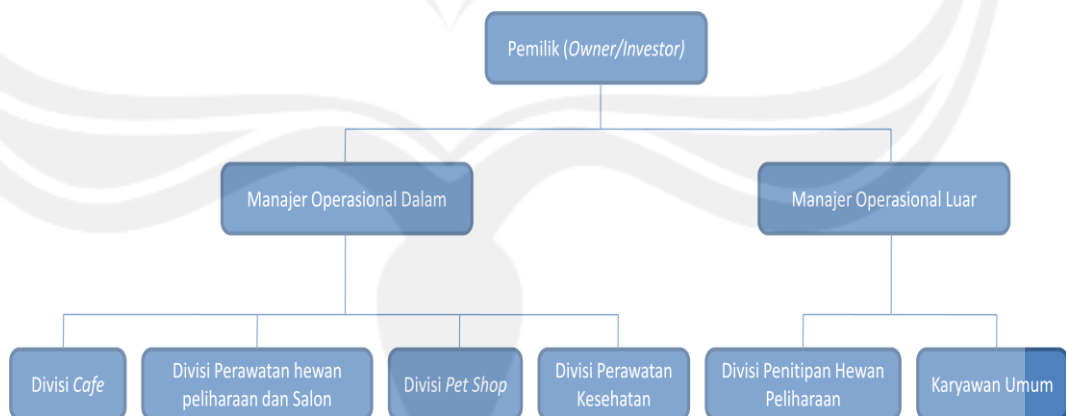 Pemilik (Owner/Investor)
Manajer Operasional Dalam
Manajer Operasional Luar
Divisi Cafe
Divisi Perawatan hewan
peliharaan dan Salon
Divisi Pet Shop
Divisi Perawatan
Kesehatan
Divisi Penitipan Hewan
Peliharaan
Karyawan Umum